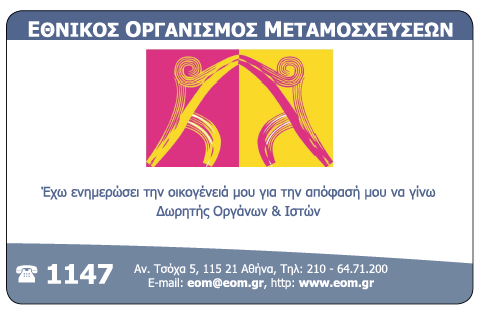 ΕΘΝΙΚΟΣ ΟΡΓΑΝΙΣΜΟΣ ΜΕΤΑΜΟΣΧΕΥΣΕΩΝ
Έχω ενημερώσει την οικογένειά μου για την απόφασή μου να γίνω
Δωρητής Οργάνων & Ιστών
☎ 1147
Αν. Τσόχα 5, 115 21 Αθήνα, Τηλ: 210 - 64.71.200
E-mail: eom@eom.gr, http: www.eom.gr